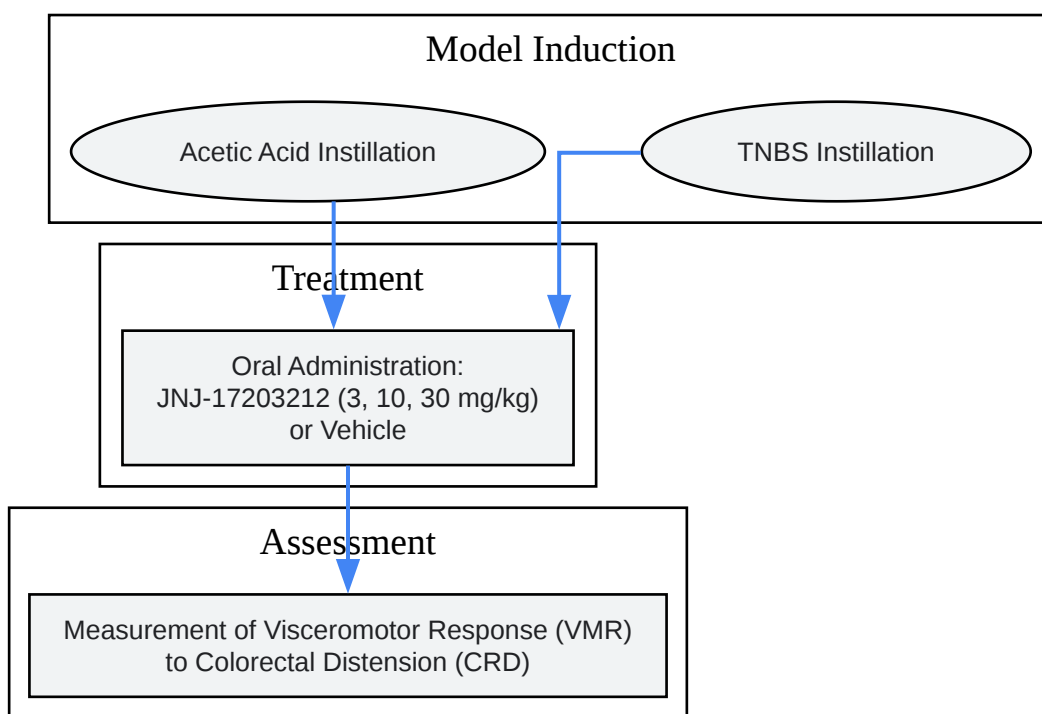 Model Induction
Acetic Acid Instillation
TNBS Instillation
Treatment
Oral Administration:
JNJ-17203212 (3, 10, 30 mg/kg)
or Vehicle
Assessment
Measurement of Visceromotor Response (VMR)
to Colorectal Distension (CRD)